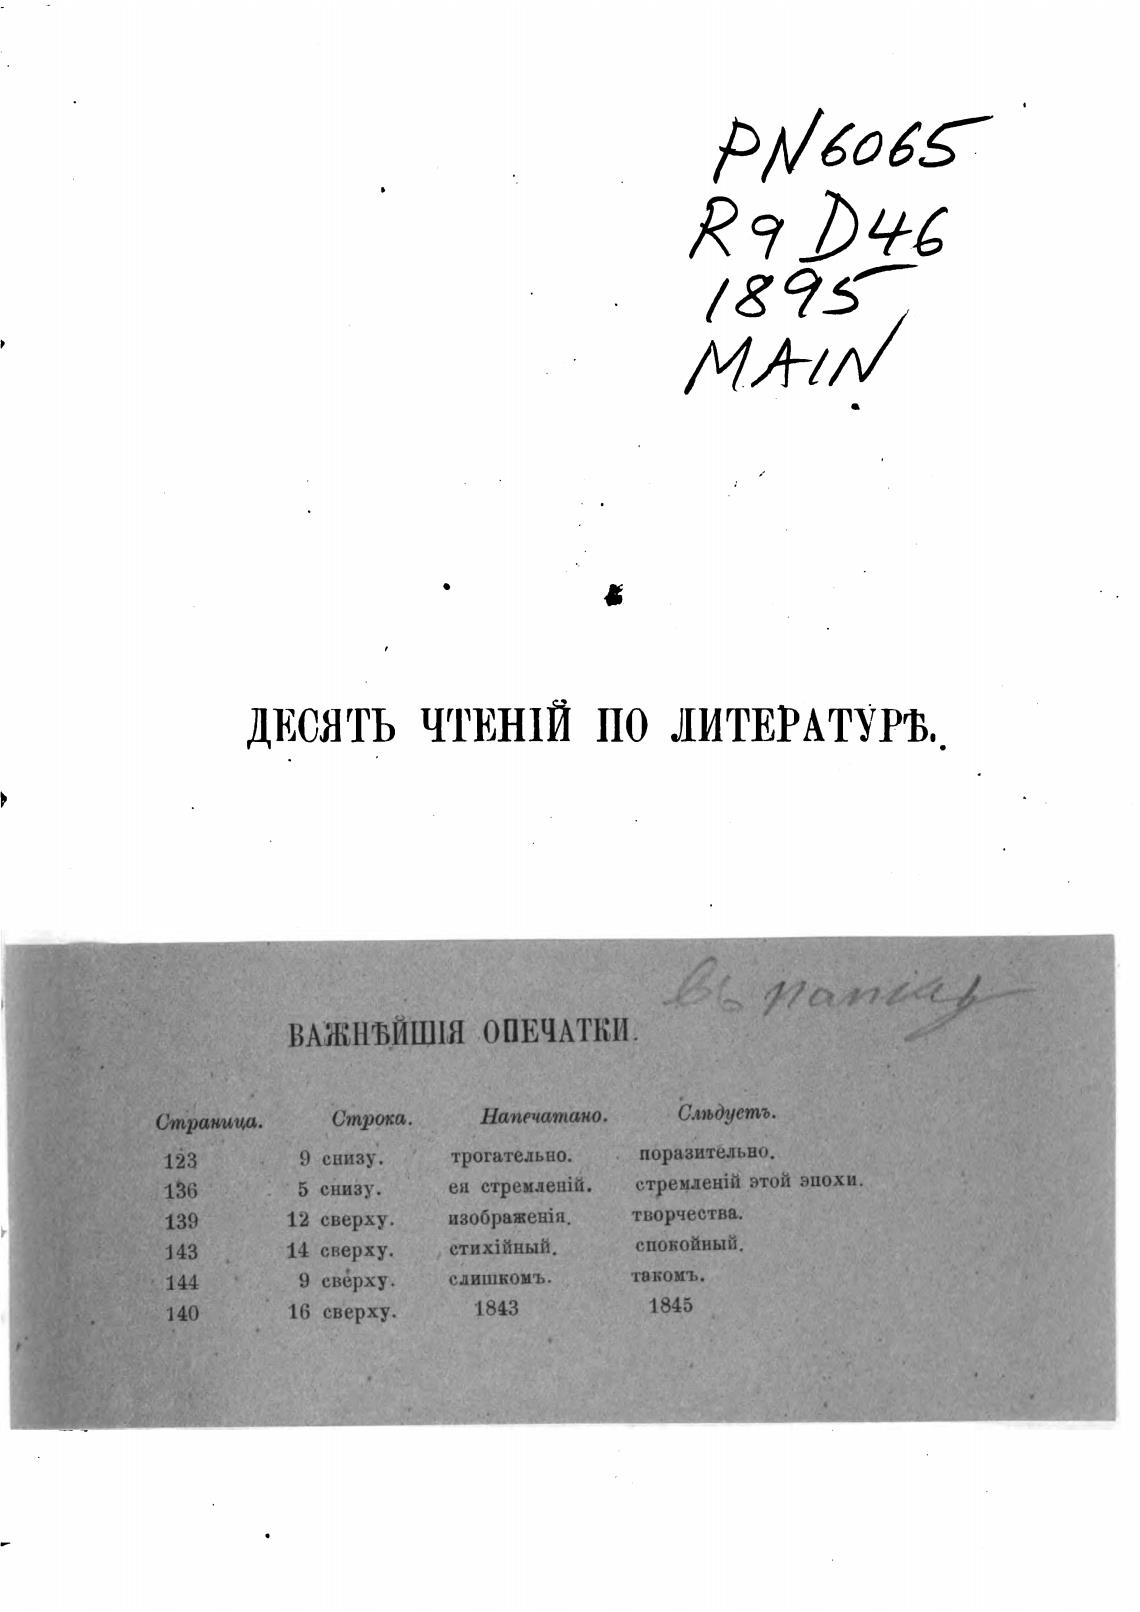 PN6065
R9 D46
1895
MAIN
ДЕСЯТЬ ЧТЕНІЙ ПО ЛИТЕРАТУРѢ.
Въ
ВАЖНѢЙШІЯ ОПЕЧАТКИ.
Страница. Строка. Напечатано. Слѣдуетъ.
123 9 снизу. трогательно. поразительно.
136 5 снизу. ея стремленій. стремленій этой эпохи.
139 12 сверху. изображенія. творчества.
143 14 сверху. стихійный. спокойный.
144 9 сверху. слишкомъ. такомъ.
140 16 сверху. 1843 1845